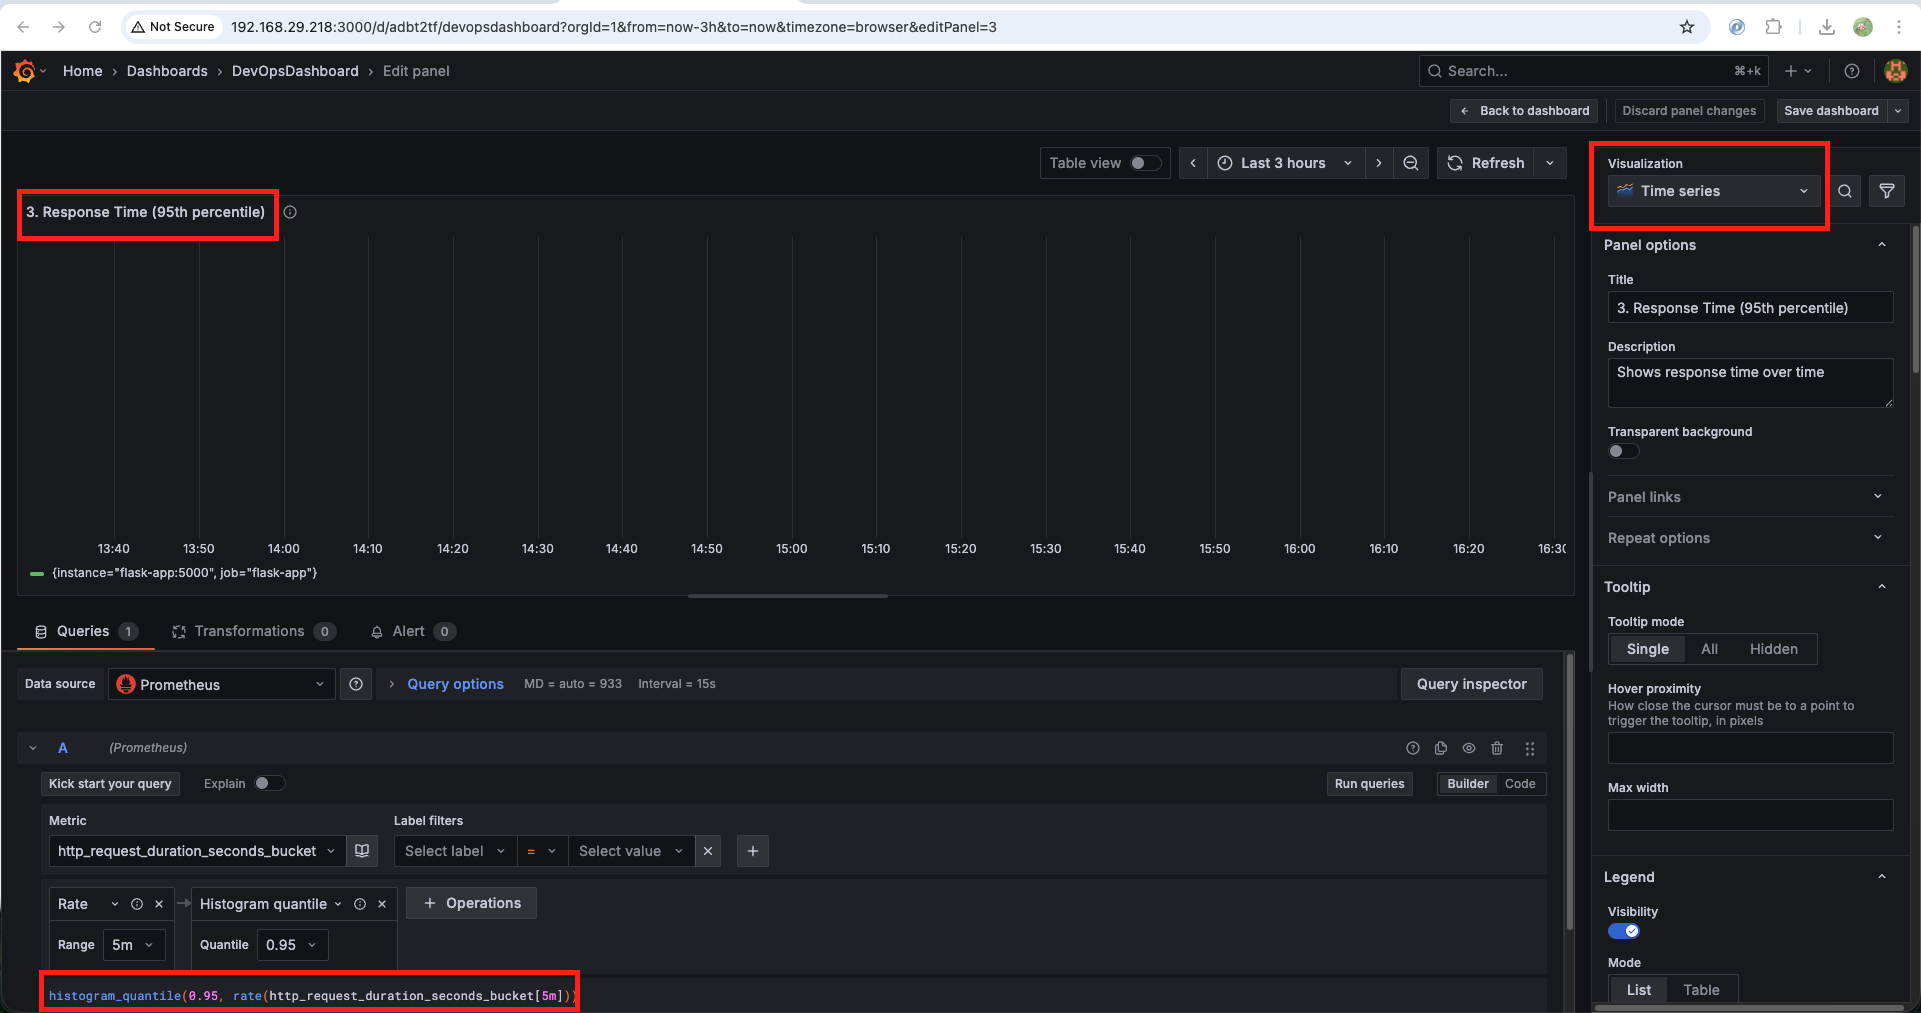 Not Secure 192.168.29.218:3000/d/adbt2tf/devopsdashboard?orgId=1&from=now-3h&to=now&timezone=browser&editPanel=3
Home › Dashboards › DevOpsDashboard › Edit panel
Search... ⌘+k
Back to dashboard Discard panel changes Save dashboard
Table view Last 3 hours Refresh
Visualization
Time series
3. Response Time (95th percentile)
13:40 13:50 14:00 14:10 14:20 14:30 14:40 14:50 15:00 15:10 15:20 15:30 15:40 15:50 16:00 16:10 16:20 16:30
{instance="flask-app:5000", job="flask-app"}
Queries 1 Transformations 0 Alert 0
Data source Prometheus Query options MD = auto = 933 Interval = 15s Query inspector
A (Prometheus)
Kick start your query Explain Run queries Builder Code
Metric Label filters
http_request_duration_seconds_bucket Select label = Select value
Rate Histogram quantile + Operations
Range 5m Quantile 0.95
histogram_quantile(0.95, rate(http_request_duration_seconds_bucket[5m]))
Panel options
Title
3. Response Time (95th percentile)
Description
Shows response time over time
Transparent background
Panel links
Repeat options
Tooltip
Tooltip mode
Single All Hidden
Hover proximity
How close the cursor must be to a point to
trigger the tooltip, in pixels
Max width
Legend
Visibility
Mode
List Table